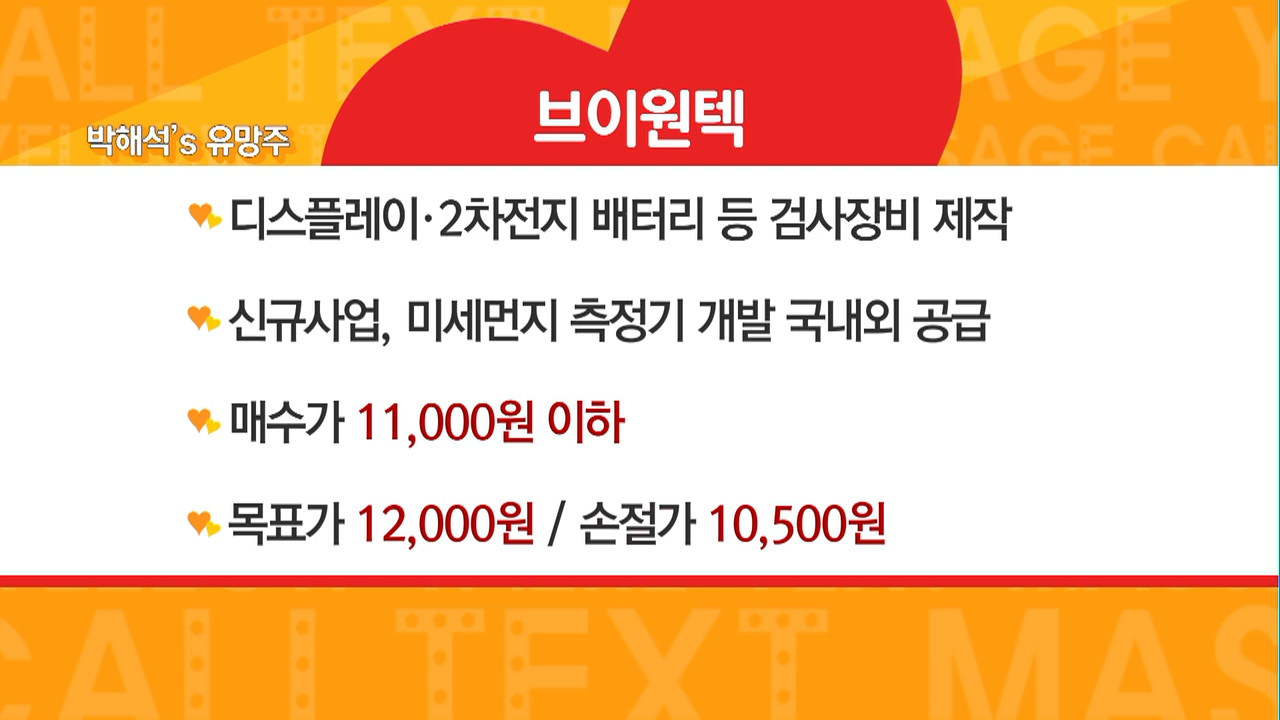 브이원텍
박해석's 유망주
디스플레이·2차전지 배터리 등 검사장비 제작
신규사업, 미세먼지 측정기 개발 국내외 공급
매수가 11,000원 이하
목표가 12,000원 / 손절가 10,500원
CALL TEXT MAS